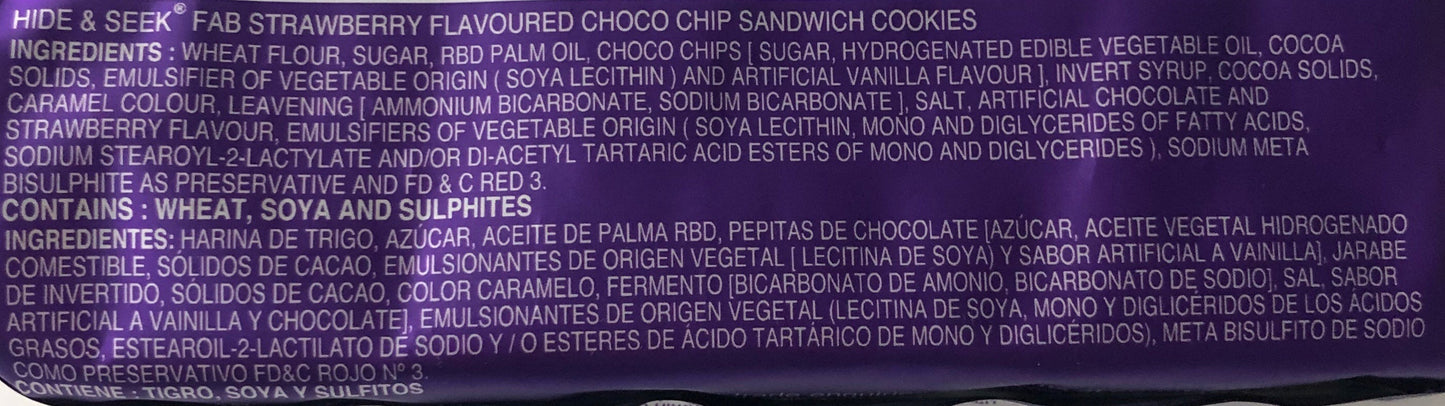 HIDE & SEEK® FAB STRAWBERRY FLAVOURED CHOCO CHIP SANDWICH COOKIES
INGREDIENTS : WHEAT FLOUR, SUGAR, RBD PALM OIL, CHOCO CHIPS [ SUGAR, HYDROGENATED EDIBLE VEGETABLE OIL, COCOA
SOLIDS, EMULSIFIER OF VEGETABLE ORIGIN ( SOYA LECITHIN ) AND ARTIFICIAL VANILLA FLAVOUR ], INVERT SYRUP, COCOA SOLIDS,
CARAMEL COLOUR, LEAVENING [ AMMONIUM BICARBONATE, SODIUM BICARBONATE ], SALT, ARTIFICIAL CHOCOLATE AND
STRAWBERRY FLAVOUR, EMULSIFIERS OF VEGETABLE ORIGIN ( SOYA LECITHIN, MONO AND DIGLYCERIDES OF FATTY ACIDS,
SODIUM STEAROYL-2-LACTYLATE AND/OR DI-ACETYL TARTARIC ACID ESTERS OF MONO AND DIGLYCERIDES ), SODIUM META
BISULPHITE AS PRESERVATIVE AND FD & C RED 3.
CONTAINS : WHEAT, SOYA AND SULPHITES
INGREDIENTES: HARINA DE TRIGO, AZÚCAR, ACEITE DE PALMA RBD, PEPITAS DE CHOCOLATE [AZÚCAR, ACEITE VEGETAL HIDROGENADO
COMESTIBLE, SÓLIDOS DE CACAO, EMULSIONANTES DE ORIGEN VEGETAL [ LECITINA DE SOYA) Y SABOR ARTIFICIAL A VAINILLA], JARABE
DE INVERTIDO, SÓLIDOS DE CACAO, COLOR CARAMELO, FERMENTO [BICARBONATO DE AMONIO, BICARBONATO DE SODIO], SAL, SABOR
ARTIFICIAL A VAINILLA Y CHOCOLATE], EMULSIONANTES DE ORIGEN VEGETAL (LECITINA DE SOYA, MONO Y DIGLICÉRIDOS DE LOS ÁCIDOS
GRASOS, ESTEAROIL-2-LACTILATO DE SODIO Y / O ESTERES DE ÁCIDO TARTÁRICO DE MONO Y DIGLICÉRIDOS), META BISULFITO DE SODIO
COMO PRESERVATIVO FD&C ROJO Nº 3.
CONTIENE : TIGRO, SOYA Y SULFITOS